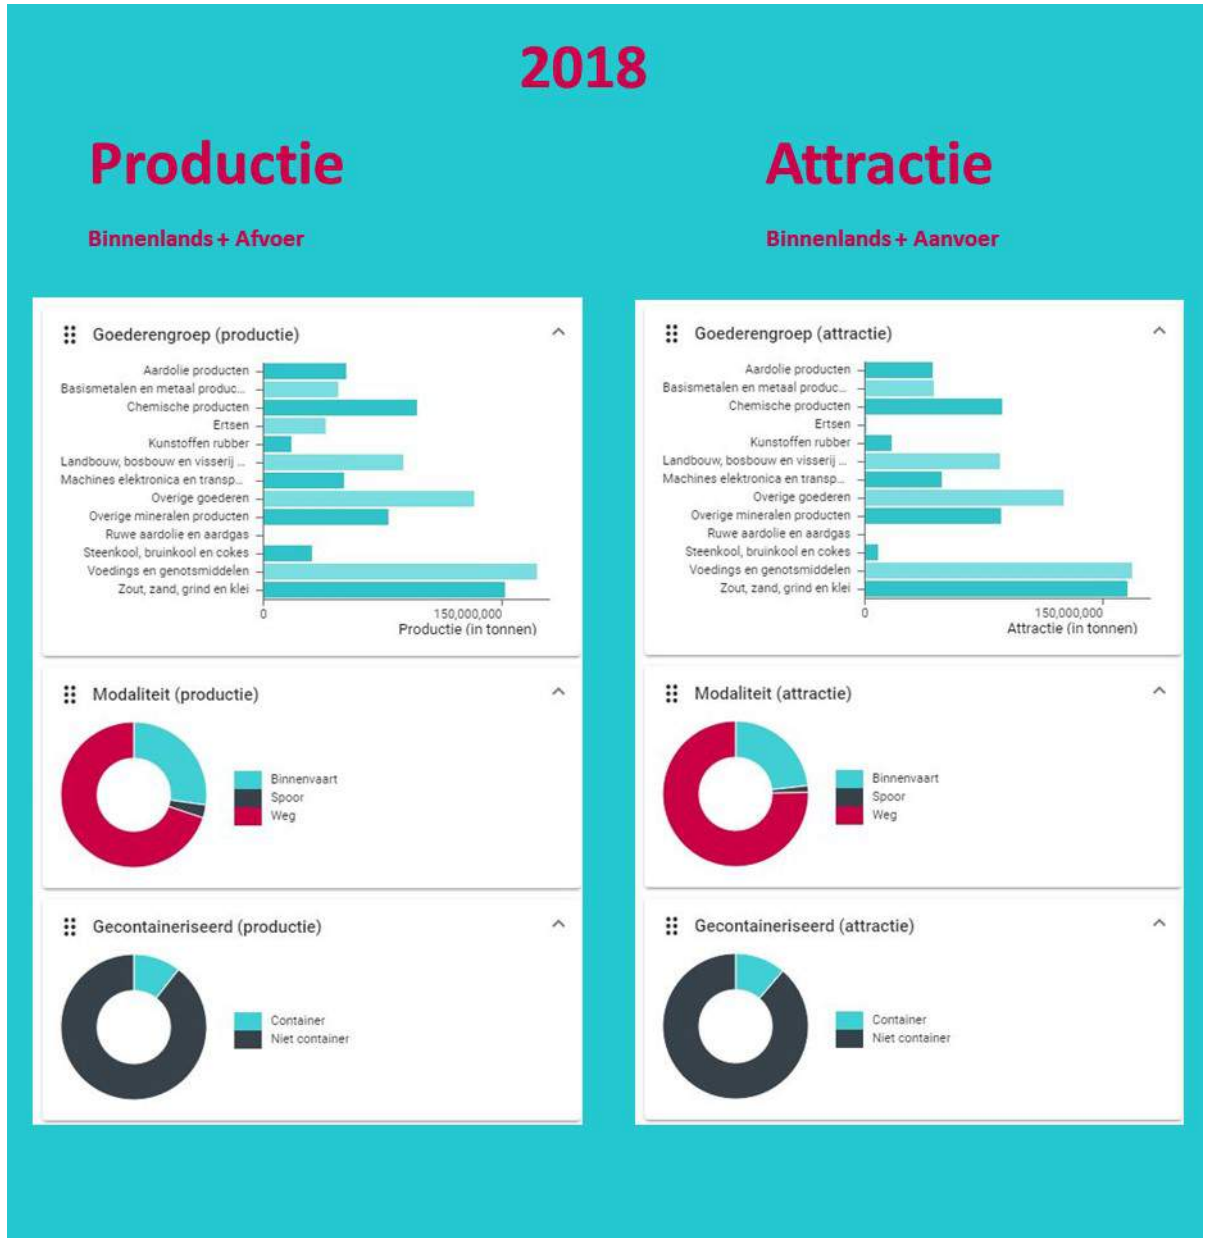 2018
Productie
Binnenlands + Afvoer
Goederengroep (productie)
Aardolie producten
Basismetalen en metaal produc...
Chemische producten
Ertsen
Kunstoffen rubber
Landbouw, bosbouw en visserij ...
Machines elektronica en transp...
Overige goederen
Overige mineralen producten
Ruwe aardolie en aardgas
Steenkool, bruinkool en cokes
Voedings en genotsmiddelen
Zout, zand, grind en klei
0 150,000,000
Productie (in tonnen)
Modaliteit (productie)
Binnenvaart
Spoor
Weg
Gecontaineriseerd (productie)
Container
Niet container
Attractie
Binnenlands + Aanvoer
Goederengroep (attractie)
Aardolie producten
Basismetalen en metaal produc...
Chemische producten
Ertsen
Kunstoffen rubber
Landbouw, bosbouw en visserij ...
Machines elektronica en transp...
Overige goederen
Overige mineralen producten
Ruwe aardolie en aardgas
Steenkool, bruinkool en cokes
Voedings en genotsmiddelen
Zout, zand, grind en klei
0 150,000,000
Attractie (in tonnen)
Modaliteit (attractie)
Binnenvaart
Spoor
Weg
Gecontaineriseerd (attractie)
Container
Niet container